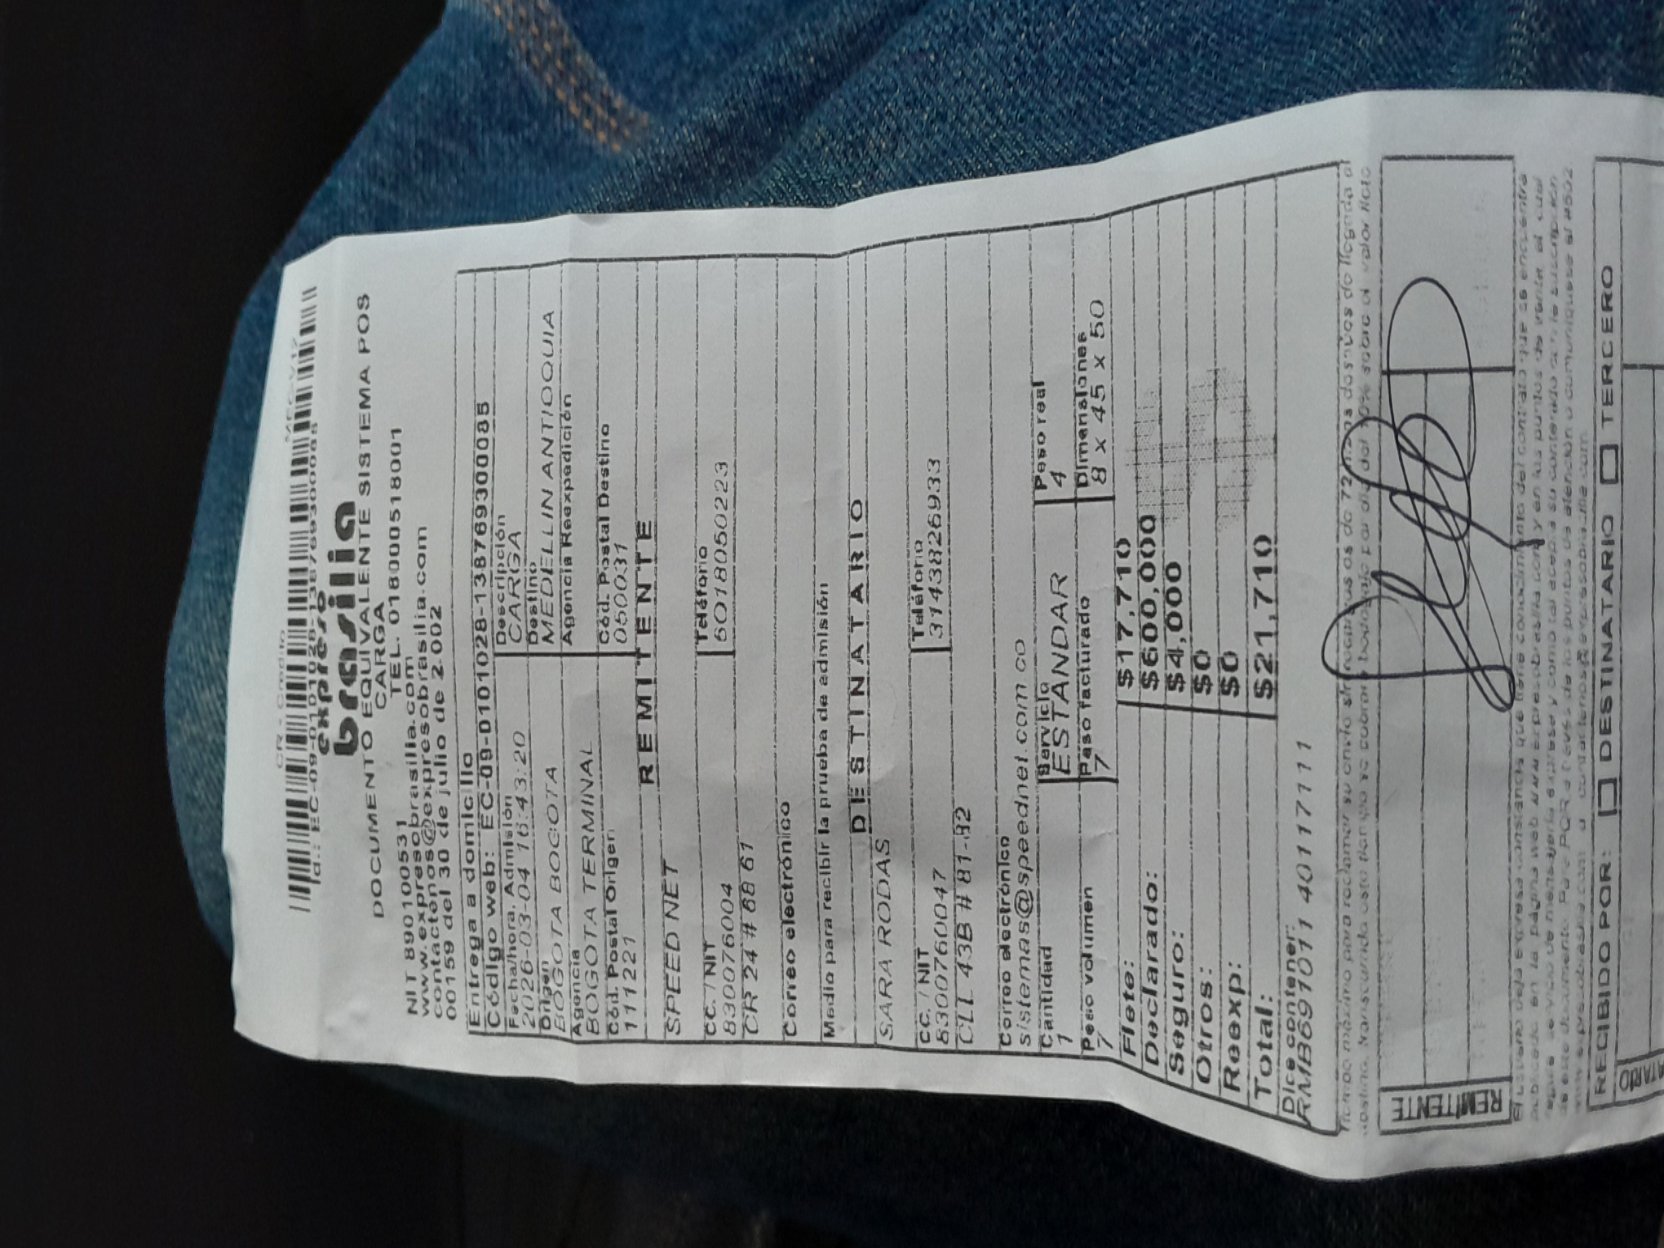 CR - Credito
Id.: EC-09-0101028-1387693000085
expreso
brasilia
DOCUMENTO EQUIVALENTE SISTEMA POS
CARGA
NIT 890100531 TEL. 018000518001
www.expresobrasilia.com
contactenos@expresobrasilia.com
00159 del 30 de julio de 2.002
Entrega a domicilio
Código web: EC-09-0101028-1387693000085
Fecha/hora. Admisión Descripción
2026-03-04 16:43:20 CARGA
Origen Destino
BOGOTA BOGOTA MEDELLIN ANTIOQUIA
Agencia Agencia Reexpedición
BOGOTA TERMINAL
Cód. Postal Origen Cód. Postal Destino
111221 050031
REMITENTE
SPEED NET
CC. / NIT Teléfono
8300760​04 6018050223
CR 24 # 68 61
Correo electrónico
Medio para recibir la prueba de admisión
DESTINATARIO
SARA RODAS
CC. / NIT Teléfono
8300760047 3143826933
CLL 43B # 81-82
Correo electrónico
sistemas@speednet.com co
Cantidad Servicio Peso real
1 ESTANDAR 4
Peso volumen Peso facturado Dimensiones
7 7 8 x 45 x 50
Flete: $17,710
Declarado: $600,000
Seguro: $4,000
Otros: $0
Reexp: $0
Total: $21,710
Dice contener:
RMB691011 40117111
REMITENTE
RECIBIDO POR: DESTINATARIO TERCERO